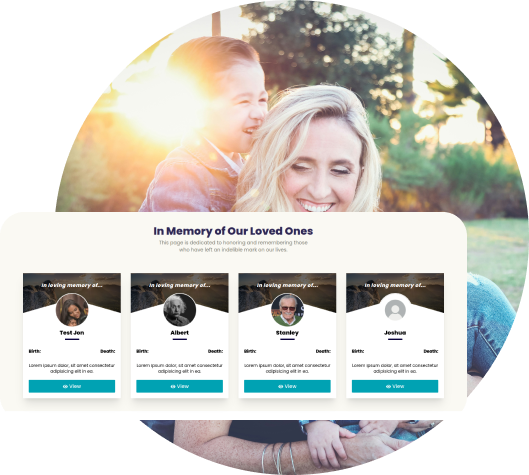 In Memory of Our Loved Ones
This page is dedicated to honoring and remembering those
who have left an indelible mark on our lives.
In loving memory of...
Test Jon
Birth: Death:
Lorem ipsum dolor, sit amet consectetur
adipisicing elit in ea.
View
In loving memory of...
Albert
Birth: Death:
Lorem ipsum dolor, sit amet consectetur
adipisicing elit in ea.
View
In loving memory of...
Stanley
Birth: Death:
Lorem ipsum dolor, sit amet consectetur
adipisicing elit in ea.
View
In loving memory of...
Joshua
Birth: Death:
Lorem ipsum dolor, sit amet consectetur
adipisicing elit in ea.
View